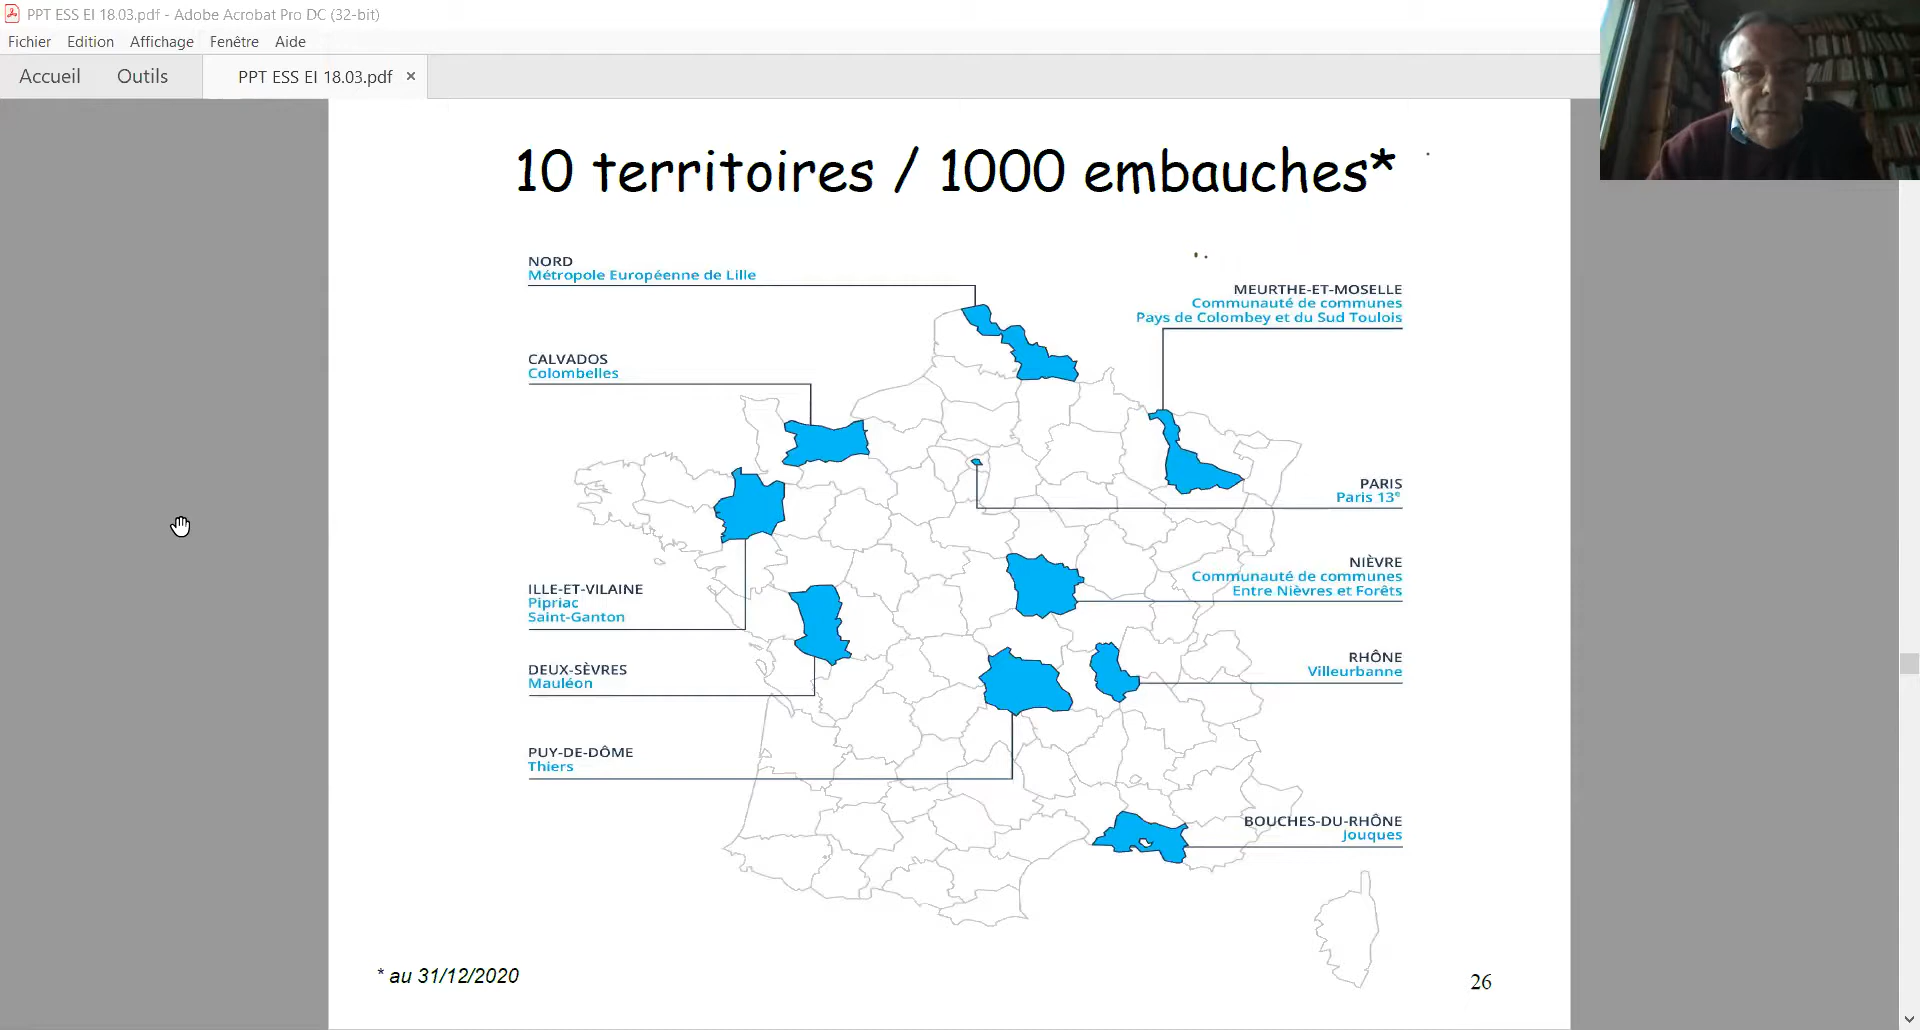 PPT ESS EI 18.03.pdf - Adobe Acrobat Pro DC (32-bit)
Fichier Edition Affichage Fenêtre Aide
Accueil Outils PPT ESS EI 18.03.pdf ×
10 territoires / 1000 embauches*
NORD
Métropole Européenne de Lille
MEURTHE-ET-MOSELLE
Communauté de communes
Pays de Colombey et du Sud Toulois
CALVADOS
Colombelles
PARIS
Paris 13e
NIÈVRE
Communauté de communes
Entre Nièvres et Forêts
ILLE-ET-VILAINE
Pipriac
Saint-Ganton
RHÔNE
Villeurbanne
DEUX-SÈVRES
Mauléon
PUY-DE-DÔME
Thiers
BOUCHES-DU-RHÔNE
Jouques
* au 31/12/2020
26